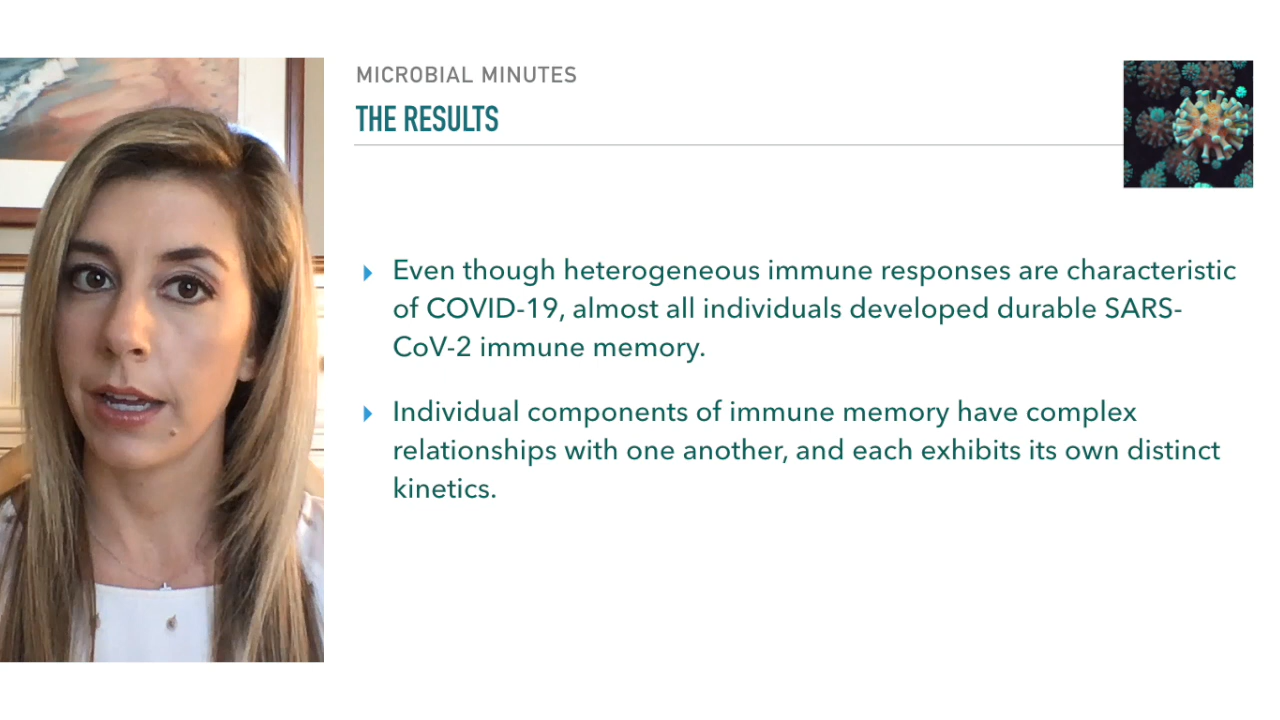 MICROBIAL MINUTES
THE RESULTS
Even though heterogeneous immune responses are characteristic
of COVID-19, almost all individuals developed durable SARS-
CoV-2 immune memory.
Individual components of immune memory have complex
relationships with one another, and each exhibits its own distinct
kinetics.